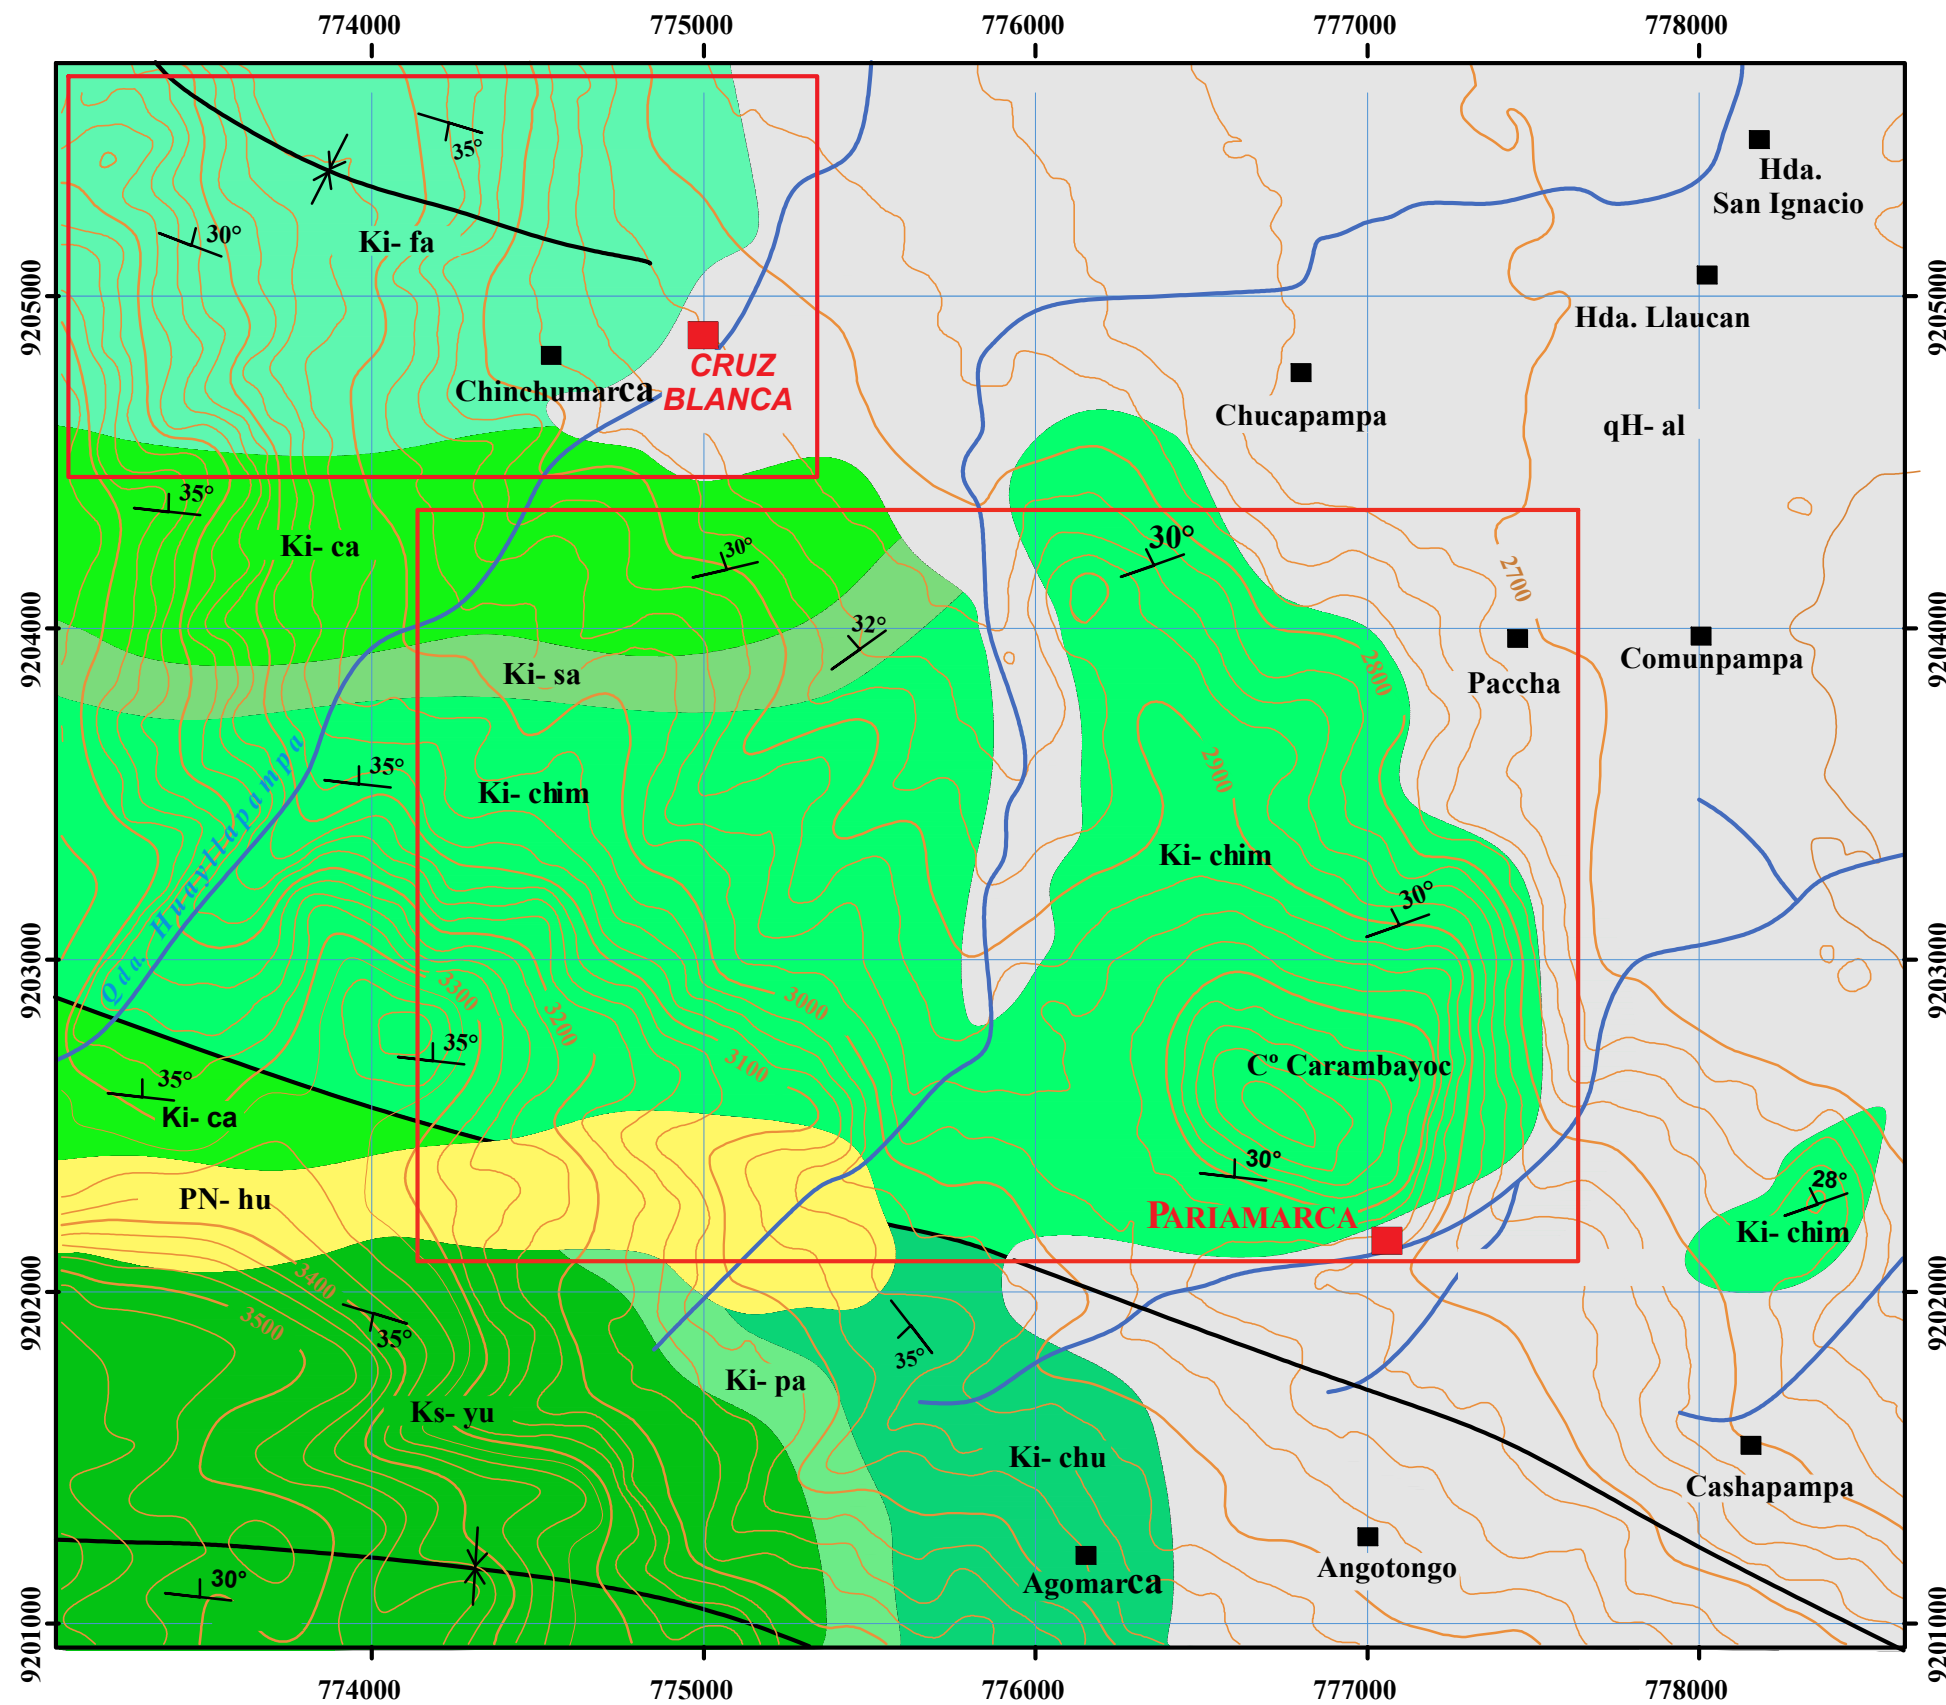 774000 775000 776000 777000 778000
35°
Hda.
San Ignacio
30°
Ki- fa
9205000
9205000
Hda. Llaucan
CRUZ
BLANCA
Chinchumarca
Chucapampa
qH- al
35°
Ki- ca
30°
30°
2700
9204000
9204000
32°
Ki- sa
2800
Paccha
Comunpampa
35°
Ki- chim
2900
Qda. Huayllapampa
Ki- chim
30°
9203000
9203000
3300
3200
3000
35°
3100
Cº Carambayoc
35°
Ki- ca
30°
28°
PN- hu
PARIAMARCA
Ki- chim
9202000
9202000
3400
3500
35°
35°
Ki- pa
Ks- yu
Ki- chu
Cashapampa
30°
Agomarca
Angotongo
9201000
9201000
774000 775000 776000 777000 778000